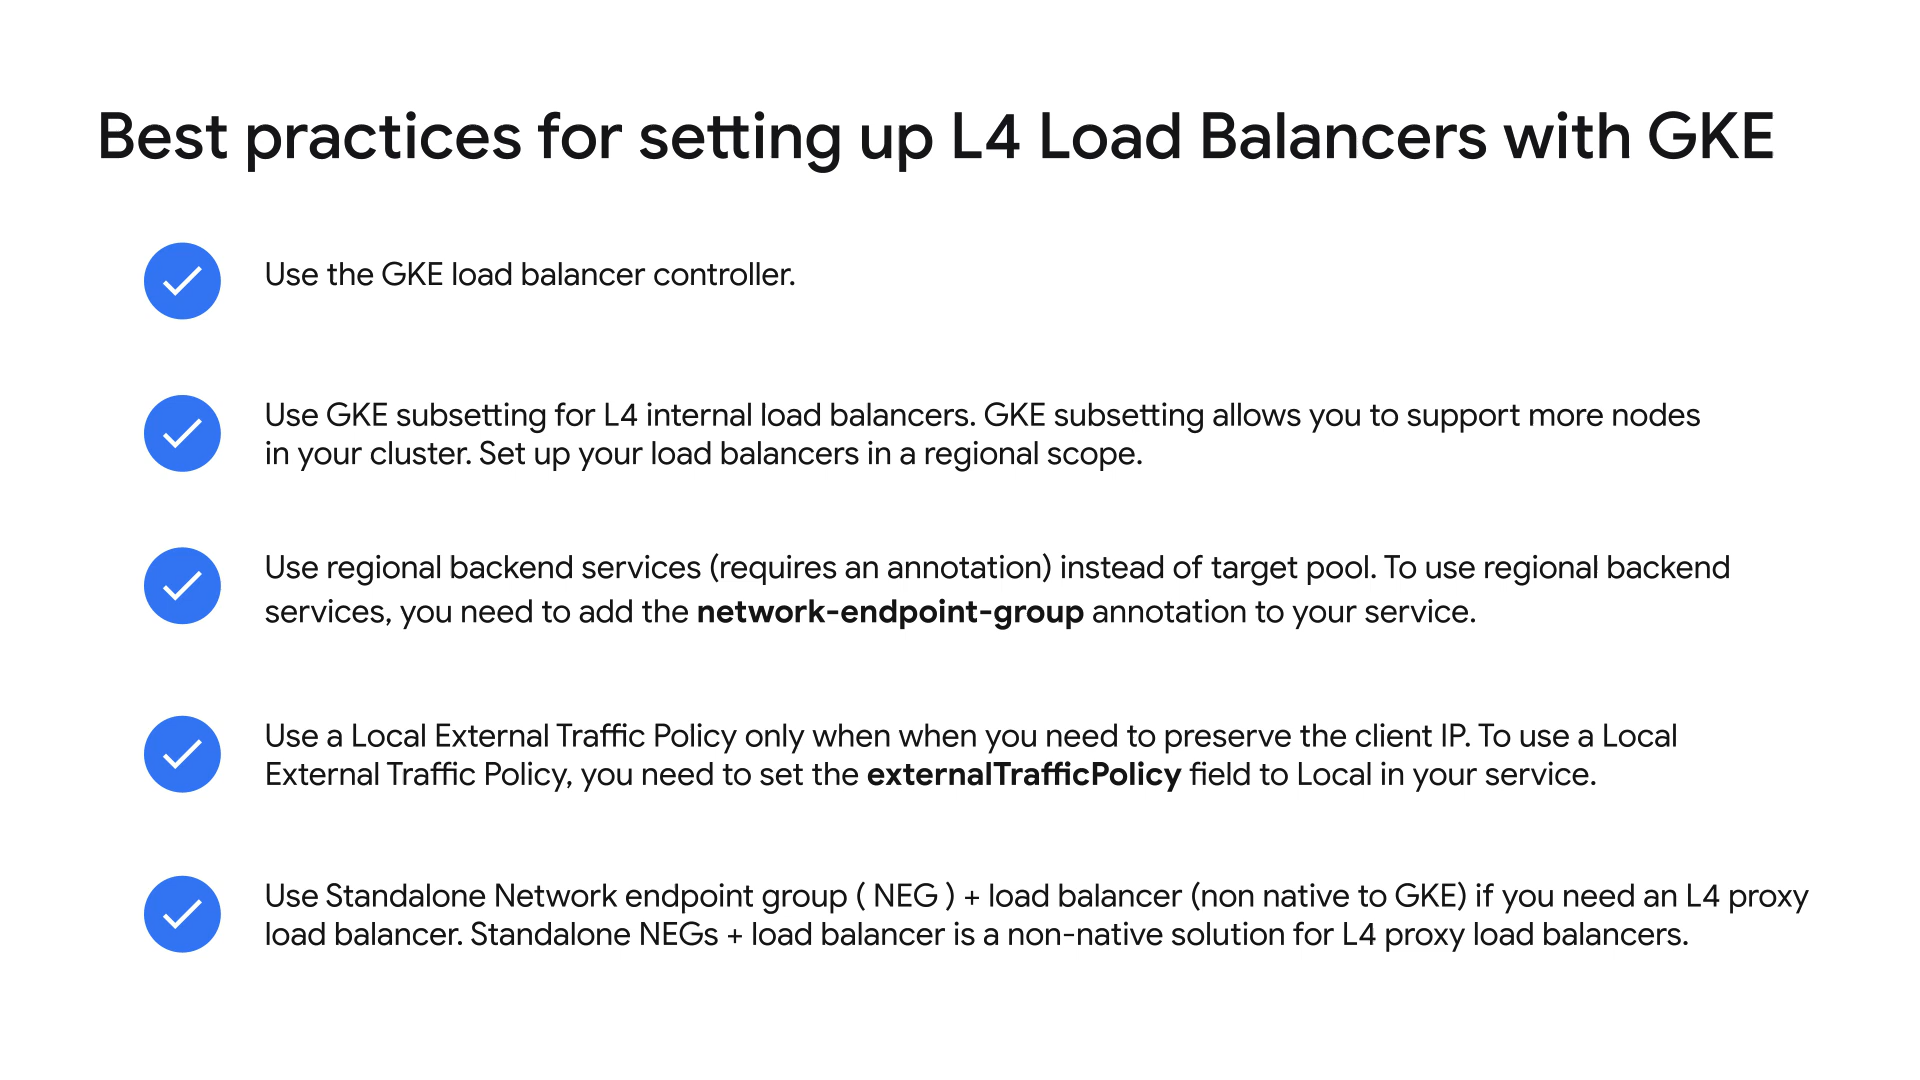 Best practices for setting up L4 Load Balancers with GKE
Use the GKE load balancer controller.
Use GKE subsetting for L4 internal load balancers. GKE subsetting allows you to support more nodes
in your cluster. Set up your load balancers in a regional scope.
Use regional backend services (requires an annotation) instead of target pool. To use regional backend
services, you need to add the network-endpoint-group annotation to your service.
Use a Local External Traffic Policy only when when you need to preserve the client IP. To use a Local
External Traffic Policy, you need to set the externalTrafficPolicy field to Local in your service.
Use Standalone Network endpoint group ( NEG ) + load balancer (non native to GKE) if you need an L4 proxy
load balancer. Standalone NEGs + load balancer is a non-native solution for L4 proxy load balancers.